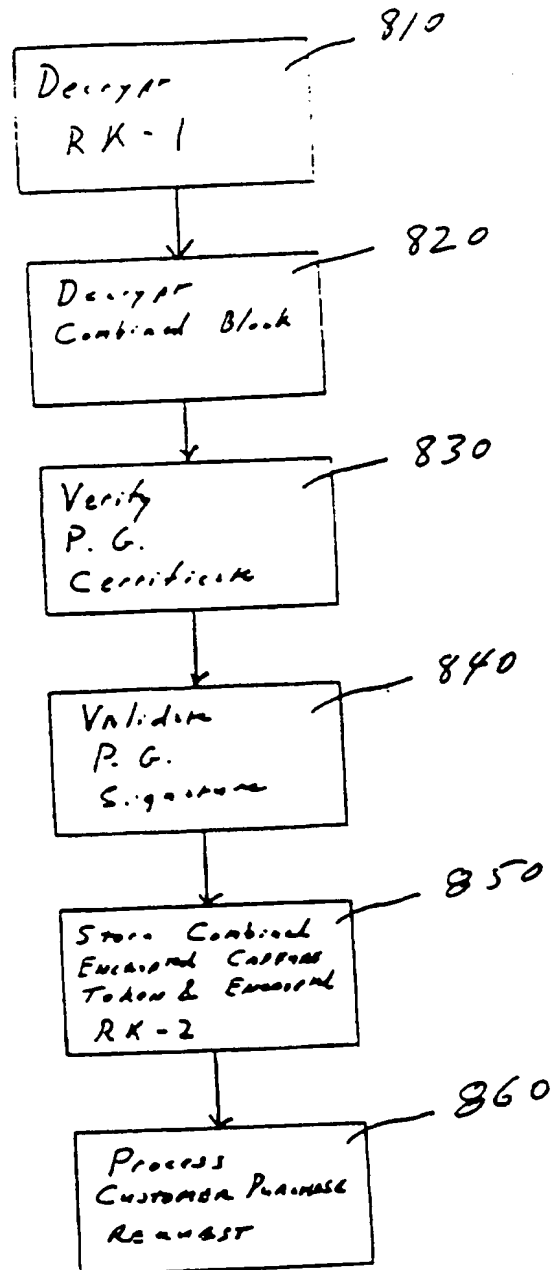 810
Decrypt
RK-1
820
Decrypt
Combined Block
830
Verify
P. G.
Certificate
840
Validate
P. G.
Signature
850
Store Combined
Encrypted Capture
Token & Encrypted
RK-2
860
Process
Customer Purchase
Request